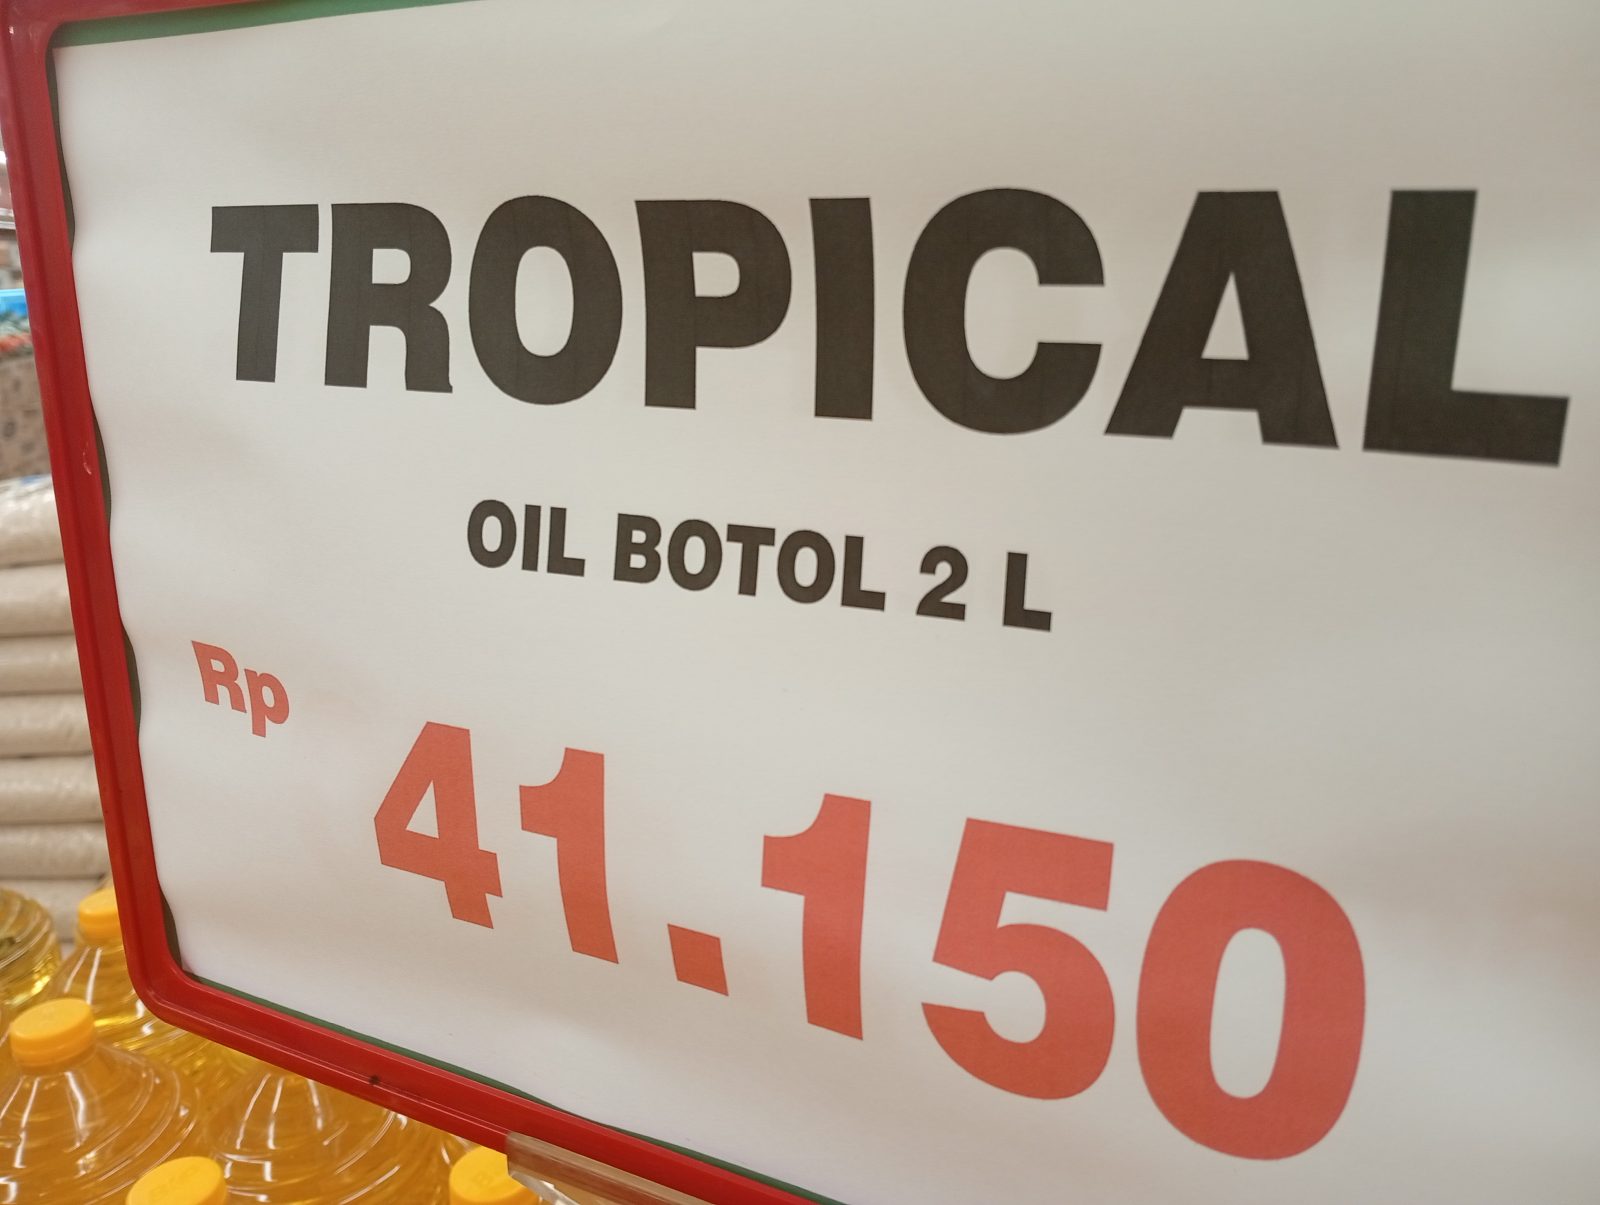 TROPICAL
OIL BOTOL 2 L
Rp 41.150